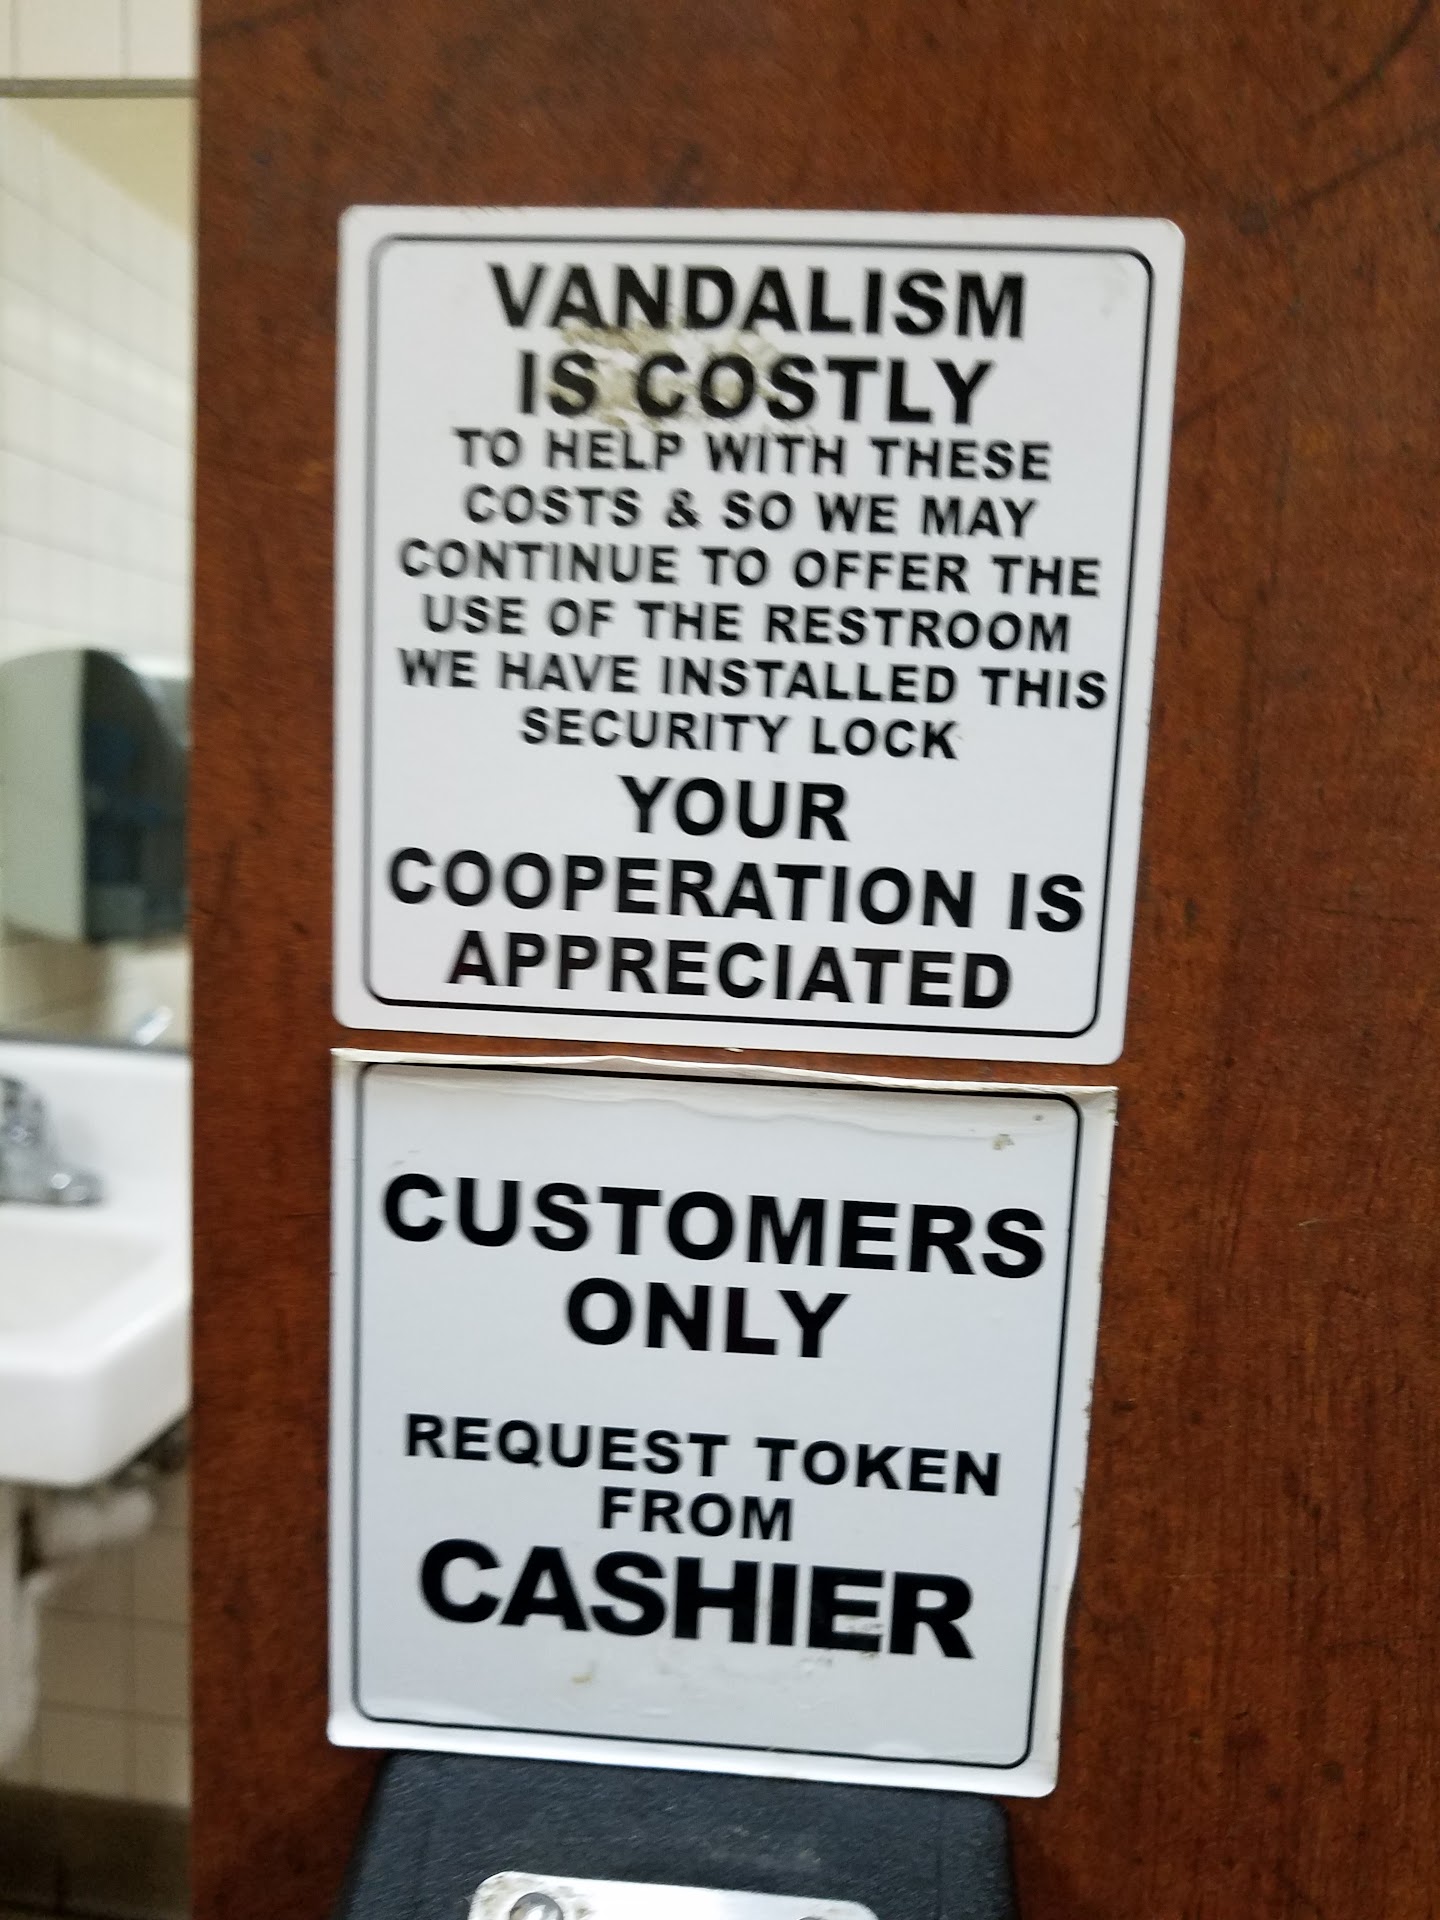 VANDALISM
IS COSTLY
TO HELP WITH THESE
COSTS & SO WE MAY
CONTINUE TO OFFER THE
USE OF THE RESTROOM
WE HAVE INSTALLED THIS
SECURITY LOCK
YOUR
COOPERATION IS
APPRECIATED
CUSTOMERS
ONLY
REQUEST TOKEN
FROM
CASHIER